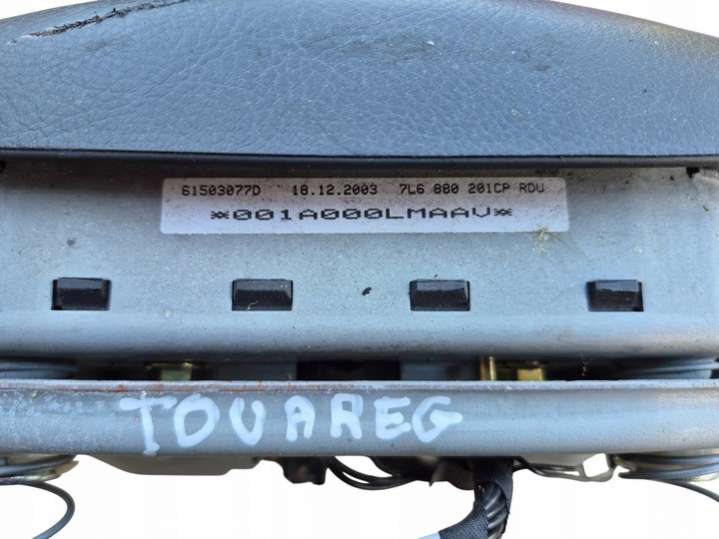 61503077D 18.12.2003 7L6 880 201CP RDU
*001A000LMAAV*
TOUAREG